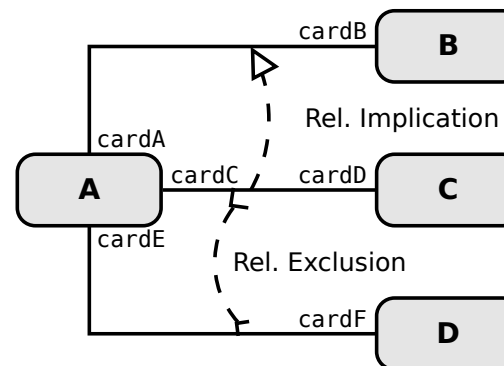 cardB
B
cardA
Rel. Implication
A
cardC
cardD
C
cardE
Rel. Exclusion
cardF
D